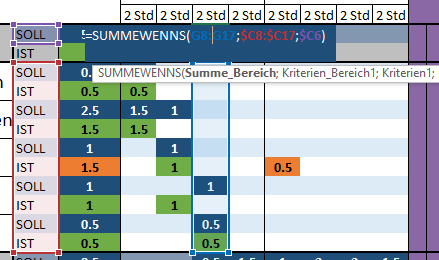 2 Std 2 Std 2 Std 2 Std 2 Std 2 Std 2 Std 2 Std
SOLL !=SUMMEWENNS(G8:G17;$C8:$C17;$C6)
IST
SOLL 0.
SUMMEWENNS(Summe_Bereich; Kriterien_Bereich1; Kriterien1;
n IST 0.5 0.5
SOLL 2.5 1.5 1
en IST 1.5 1.5
SOLL 1 1
IST 1.5 1 0.5
SOLL 1 1
IST 1 1
SOLL 0.5 0.5
IST 0.5 0.5